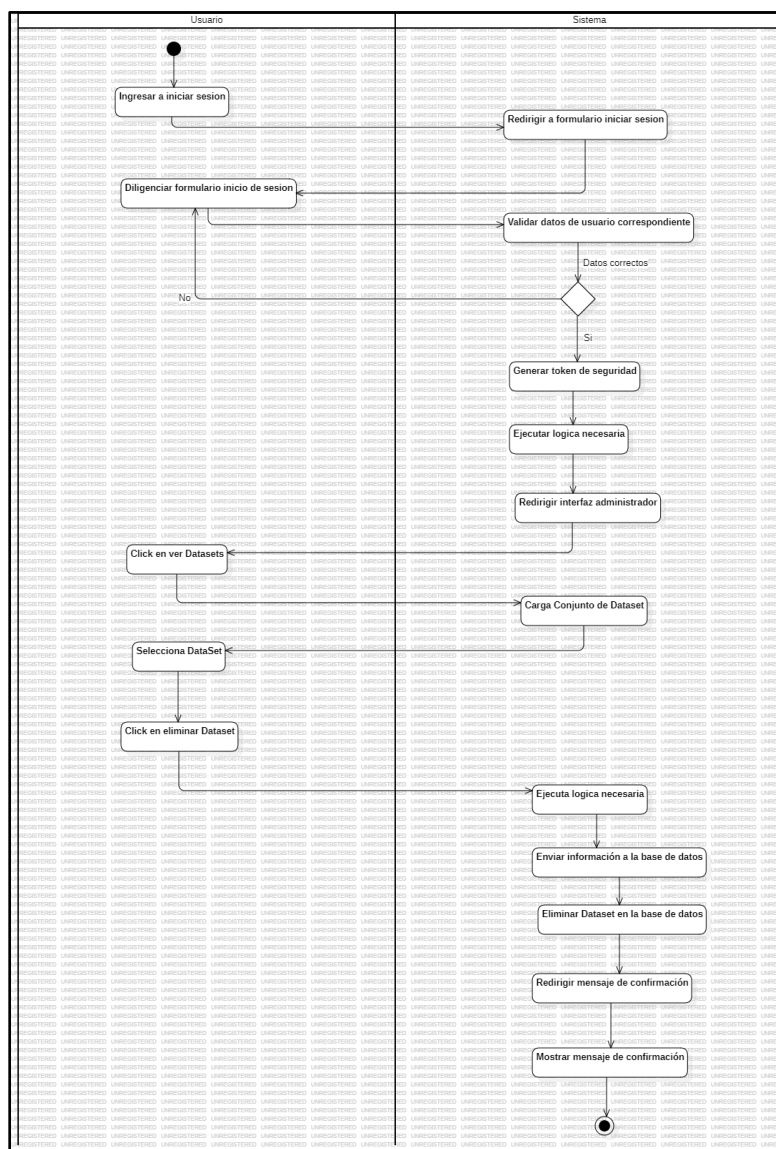 Usuario
Sistema
Ingresar a iniciar sesion
Redirigir a formulario iniciar sesion
Diligenciar formulario inicio de sesion
Validar datos de usuario correspondiente
Datos correctos
No
Si
Generar token de seguridad
Ejecutar logica necesaria
Redirigir interfaz administrador
Click en ver Datasets
Carga Conjunto de Dataset
Selecciona DataSet
Click en eliminar Dataset
Ejecuta logica necesaria
Enviar información a la base de datos
Eliminar Dataset en la base de datos
Redirigir mensaje de confirmación
Mostrar mensaje de confirmación
UNREGISTERED